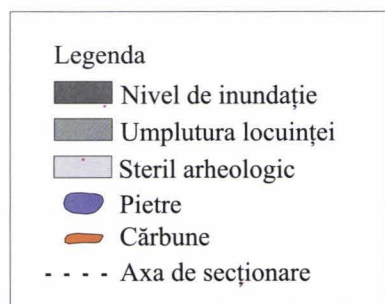 Legenda
Nivel de inundație
Umplutura locuinței
Steril arheologic
Pietre
Cărbune
Axa de secționare